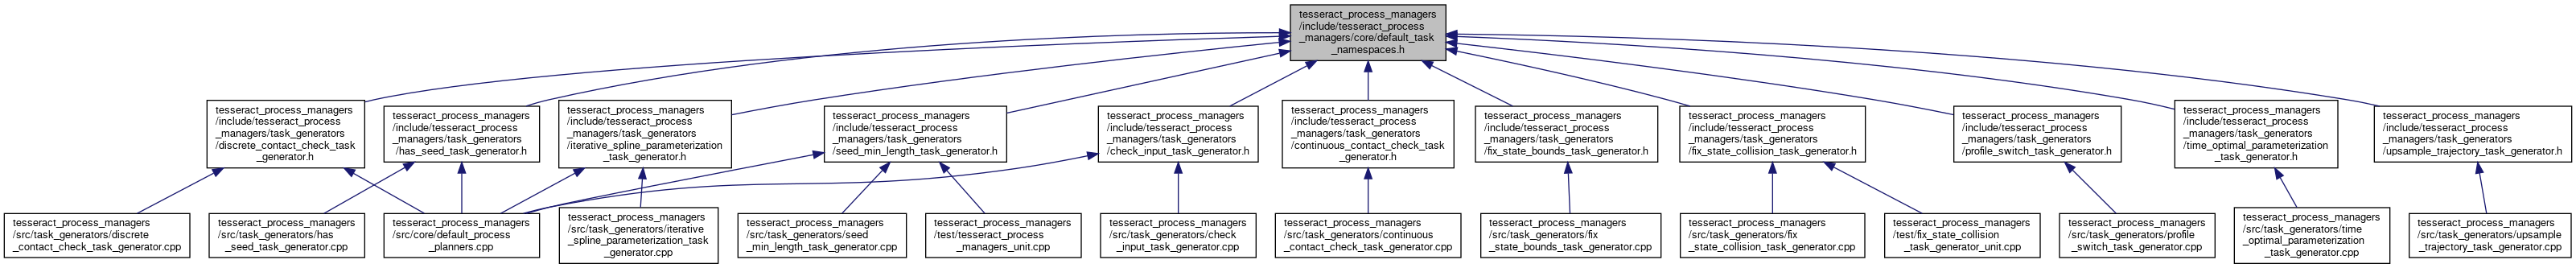 tesseract_process_managers
/include/tesseract_process
_managers/core/default_task
_namespaces.h
tesseract_process_managers
/include/tesseract_process
_managers/task_generators
/discrete_contact_check_task
_generator.h
tesseract_process_managers
/include/tesseract_process
_managers/task_generators
/has_seed_task_generator.h
tesseract_process_managers
/include/tesseract_process
_managers/task_generators
/iterative_spline_parameterization
_task_generator.h
tesseract_process_managers
/include/tesseract_process
_managers/task_generators
/seed_min_length_task_generator.h
tesseract_process_managers
/include/tesseract_process
_managers/task_generators
/check_input_task_generator.h
tesseract_process_managers
/include/tesseract_process
_managers/task_generators
/continuous_contact_check_task
_generator.h
tesseract_process_managers
/include/tesseract_process
_managers/task_generators
/fix_state_bounds_task_generator.h
tesseract_process_managers
/include/tesseract_process
_managers/task_generators
/fix_state_collision_task_generator.h
tesseract_process_managers
/include/tesseract_process
_managers/task_generators
/profile_switch_task_generator.h
tesseract_process_managers
/include/tesseract_process
_managers/task_generators
/time_optimal_parameterization
_task_generator.h
tesseract_process_managers
/include/tesseract_process
_managers/task_generators
/upsample_trajectory_task_generator.h
tesseract_process_managers
/src/task_generators/discrete
_contact_check_task_generator.cpp
tesseract_process_managers
/src/task_generators/has
_seed_task_generator.cpp
tesseract_process_managers
/src/core/default_process
_planners.cpp
tesseract_process_managers
/src/task_generators/iterative
_spline_parameterization_task
_generator.cpp
tesseract_process_managers
/src/task_generators/seed
_min_length_task_generator.cpp
tesseract_process_managers
/test/tesseract_process
_managers_unit.cpp
tesseract_process_managers
/src/task_generators/check
_input_task_generator.cpp
tesseract_process_managers
/src/task_generators/continuous
_contact_check_task_generator.cpp
tesseract_process_managers
/src/task_generators/fix
_state_bounds_task_generator.cpp
tesseract_process_managers
/src/task_generators/fix
_state_collision_task_generator.cpp
tesseract_process_managers
/test/fix_state_collision
_task_generator_unit.cpp
tesseract_process_managers
/src/task_generators/profile
_switch_task_generator.cpp
tesseract_process_managers
/src/task_generators/time
_optimal_parameterization
_task_generator.cpp
tesseract_process_managers
/src/task_generators/upsample
_trajectory_task_generator.cpp